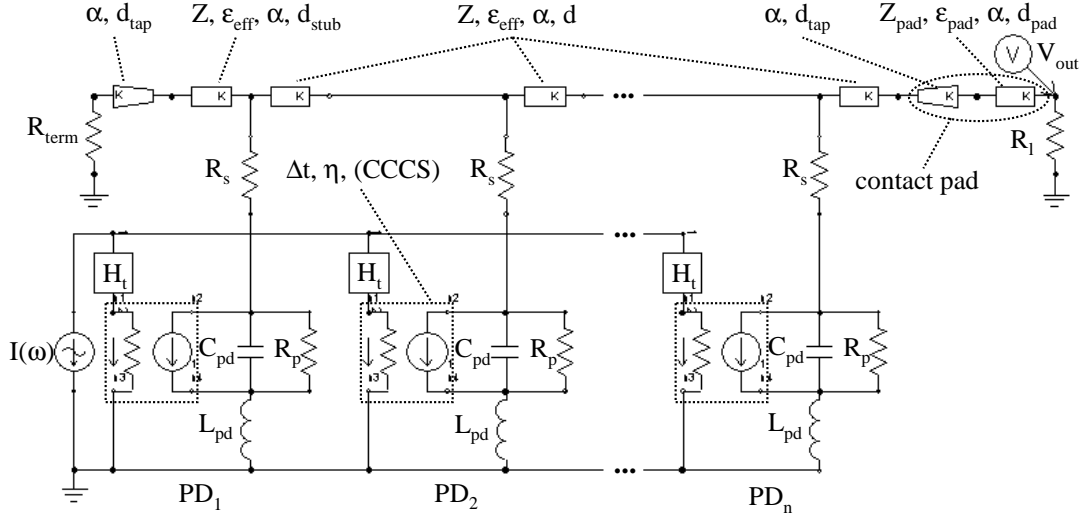 α, d_tap
Z, ε_eff, α, d_stub
Z, ε_eff, α, d
α, d_tap
Z_pad, ε_pad, α, d_pad
V
V_out
K
K
K
K
K
K
K
R_term
R_s
Δt, η, (CCCS)
R_s
R_s
contact pad
R_l
H_t
H_t
H_t
I(ω)
C_pd
R_p
C_pd
R_p
C_pd
R_p
L_pd
L_pd
L_pd
PD_1
PD_2
PD_n